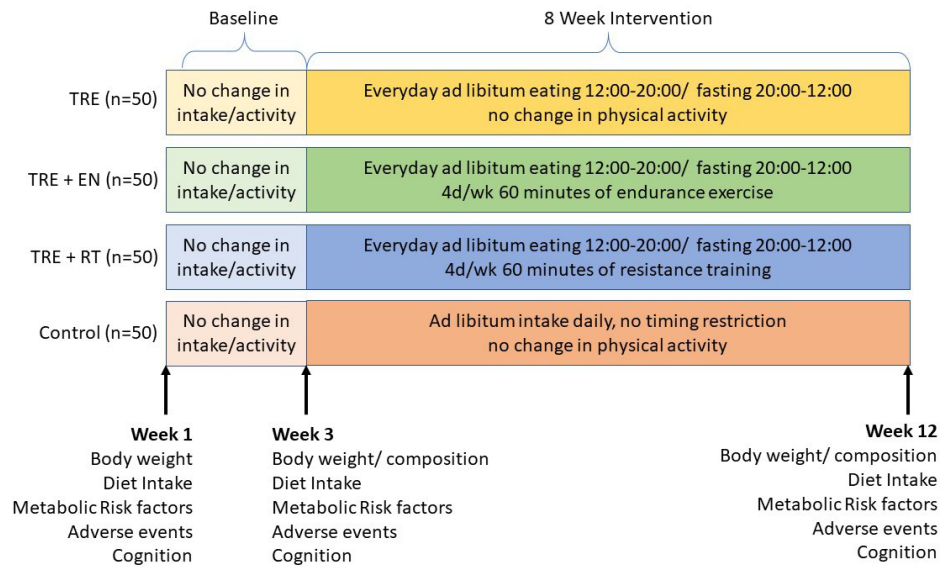 Baseline
8 Week Intervention
TRE (n=50)
No change in
intake/activity
Everyday ad libitum eating 12:00-20:00/ fasting 20:00-12:00
no change in physical activity
TRE + EN (n=50)
No change in
intake/activity
Everyday ad libitum eating 12:00-20:00/ fasting 20:00-12:00
4d/wk 60 minutes of endurance exercise
TRE + RT (n=50)
No change in
intake/activity
Everyday ad libitum eating 12:00-20:00/ fasting 20:00-12:00
4d/wk 60 minutes of resistance training
Control (n=50)
No change in
intake/activity
Ad libitum intake daily, no timing restriction
no change in physical activity
Week 1
Body weight
Diet Intake
Metabolic Risk factors
Adverse events
Cognition
Week 3
Body weight/ composition
Diet Intake
Metabolic Risk factors
Adverse events
Cognition
Week 12
Body weight/ composition
Diet Intake
Metabolic Risk factors
Adverse events
Cognition